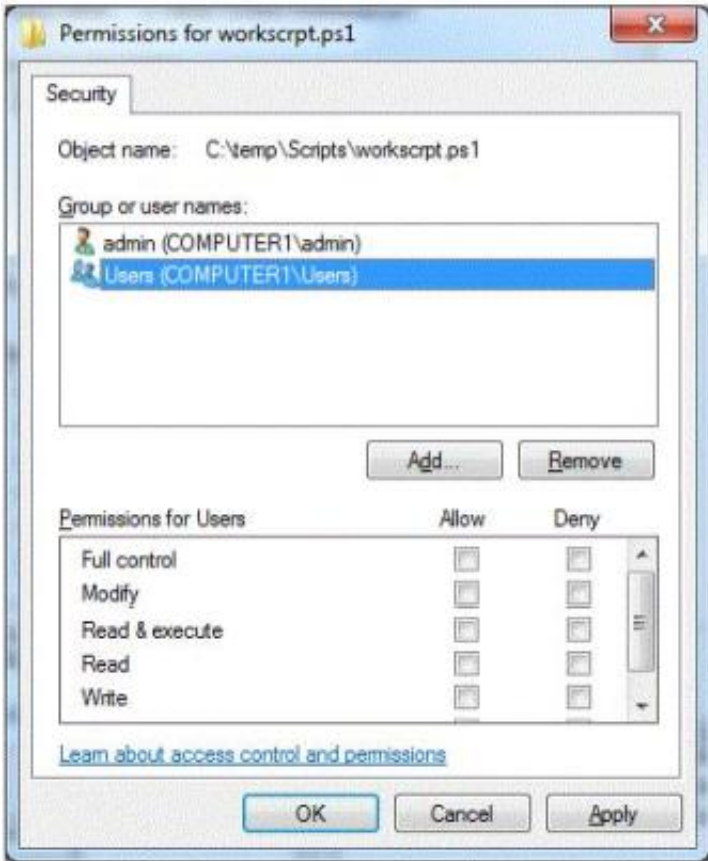 Permissions for workscrpt.ps1
Security
Object name: C:\temp\Scripts\workscrpt.ps1
Group or user names:
admin (COMPUTER1\admin)
Users (COMPUTER1\Users)
Add...
Remove
Permissions for Users Allow Deny
Full control
Modify
Read & execute
Read
Write
Learn about access control and permissions
OK
Cancel
Apply